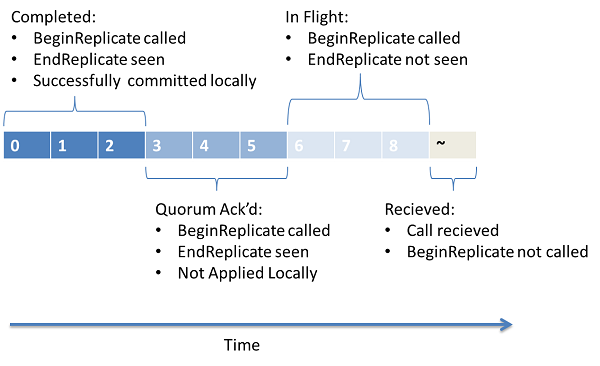 Completed:
• BeginReplicate called
• EndReplicate seen
• Successfully committed locally
In Flight:
• BeginReplicate called
• EndReplicate not seen
0 1 2 3 4 5 6 7 8 ~
Quorum Ack'd:
• BeginReplicate called
• EndReplicate seen
• Not Applied Locally
Recieved:
• Call recieved
• BeginReplicate not called
Time